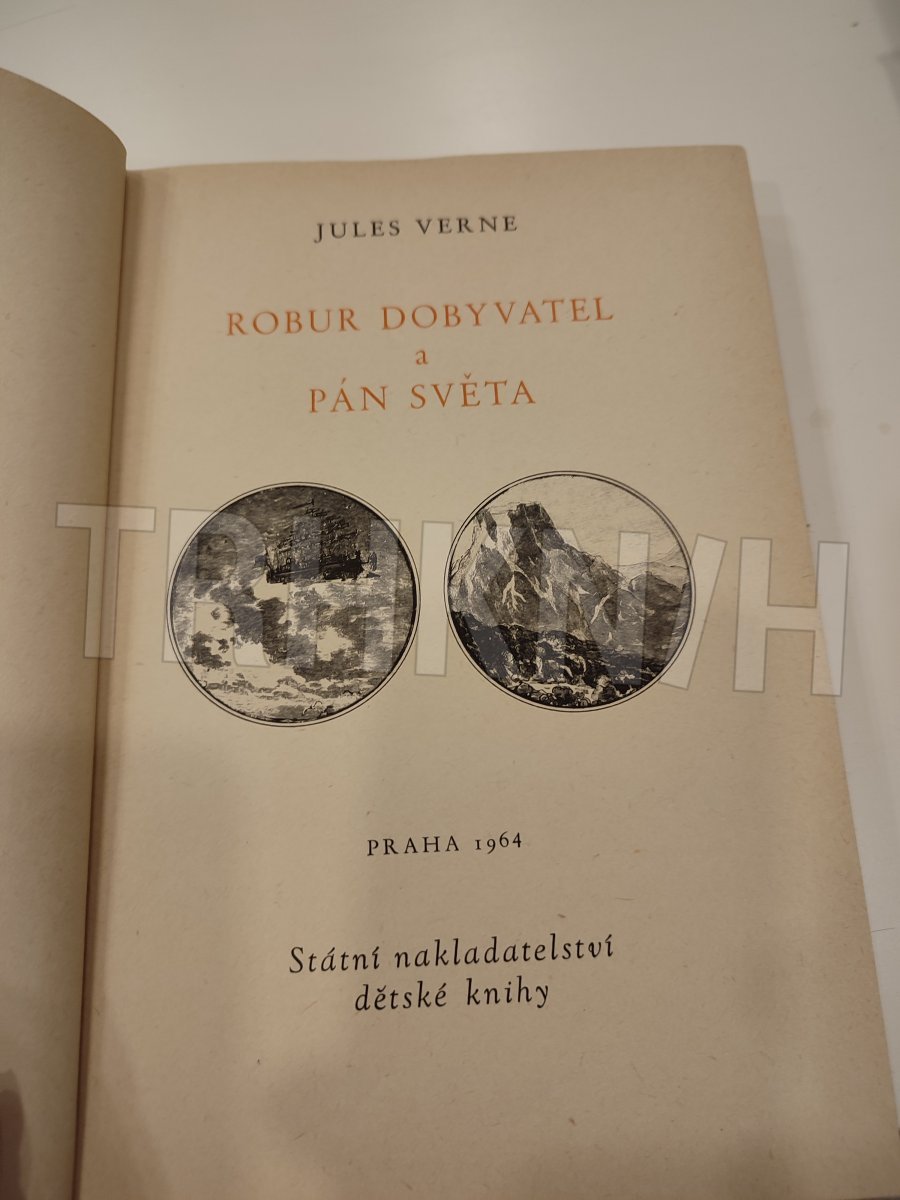 JULES VERNE
ROBUR DOBYVATEL
a
PÁN SVĚTA
PRAHA 1964
Státní nakladatelství
dětské knihy